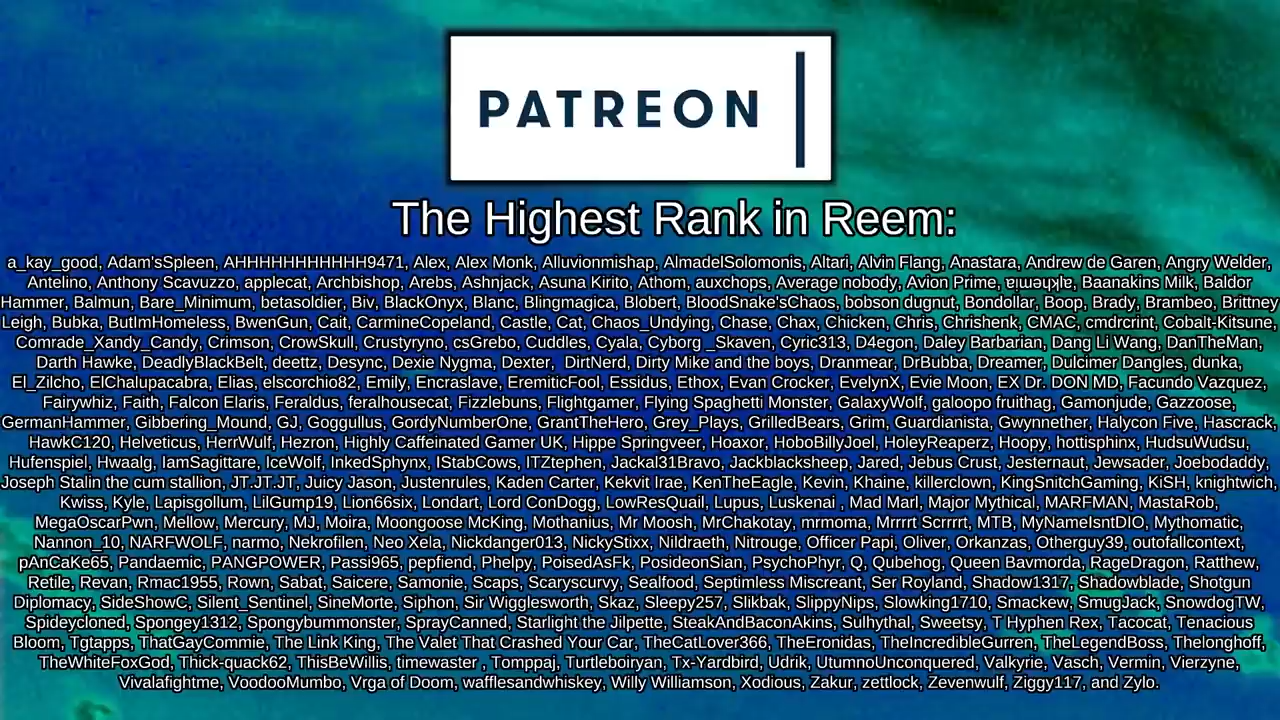 PATREON
The Highest Rank in Reem:
a_kay_good, Adam'sSpleen, AHHHHHHHHHHHH9471, Alex, Alex Monk, Alluvionmishap, AlmadelSolomonis, Altari, Alvin Flang, Anastara, Andrew de Garen, Angry Welder,
Antelino, Anthony Scavuzzo, applecat, Archbishop, Arebs, Ashnjack, Asuna Kirito, Athom, auxchops, Average nobody, Avion Prime, Baanakins Milk, Baldor
Hammer, Balmun, Bare_Minimum, betasoldier, Biv, BlackOnyx, Blanc, Blingmagica, Blobert, BloodSnake'sChaos, bobson dugnut, Bondollar, Boop, Brady, Brambeo, Brittney
Leigh, Bubka, ButImHomeless, BwenGun, Cait, CarmineCopeland, Castle, Cat, Chaos_Undying, Chase, Chax, Chicken, Chris, Chrishenk, CMAC, cmdrcrint, Cobalt-Kitsune,
Comrade_Xandy_Candy, Crimson, CrowSkull, Crustyryno, csGrebo, Cuddles, Cyala, Cyborg _Skaven, Cyric313, D4egon, Daley Barbarian, Dang Li Wang, DanTheMan,
Darth Hawke, DeadlyBlackBelt, deettz, Desync, Dexie Nygma, Dexter,  DirtNerd, Dirty Mike and the boys, Dranmear, DrBubba, Dreamer, Dulcimer Dangles, dunka,
El_Zilcho, ElChalupacabra, Elias, elscorchio82, Emily, Encraslave, EremiticFool, Essidus, Ethox, Evan Crocker, EvelynX, Evie Moon, EX Dr. DON MD, Facundo Vazquez,
Fairywhiz, Faith, Falcon Elaris, Feraldus, feralhousecat, Fizzlebuns, Flightgamer, Flying Spaghetti Monster, GalaxyWolf, galoopo fruithag, Gamonjude, Gazzoose,
GermanHammer, Gibbering_Mound, GJ, Goggullus, GordyNumberOne, GrantTheHero, Grey_Plays, GrilledBears, Grim, Guardianista, Gwynnether, Halycon Five, Hascrack,
HawkC120, Helveticus, HerrWulf, Hezron, Highly Caffeinated Gamer UK, Hippe Springveer, Hoaxor, HoboBillyJoel, HoleyReaperz, Hoopy, hottisphinx, HudsuWudsu,
Hufenspiel, Hwaalg, IamSagittare, IceWolf, InkedSphynx, IStabCows, ITZtephen, Jackal31Bravo, Jackblacksheep, Jared, Jebus Crust, Jesternaut, Jewsader, Joebodaddy,
Joseph Stalin the cum stallion, JT.JT.JT, Juicy Jason, Justenrules, Kaden Carter, Kekvit Irae, KenTheEagle, Kevin, Khaine, killerclown, KingSnitchGaming, KiSH, knightwich,
Kwiss, Kyle, Lapisgollum, LilGump19, Lion66six, Londart, Lord ConDogg, LowResQuail, Lupus, Luskenai , Mad Marl, Major Mythical, MARFMAN, MastaRob,
MegaOscarPwn, Mellow, Mercury, MJ, Moira, Moongoose McKing, Mothanius, Mr Moosh, MrChakotay, mrmoma, Mrrrrt Scrrrrt, MTB, MyNameIsntDIO, Mythomatic,
Nannon_10, NARFWOLF, narmo, Nekrofilen, Neo Xela, Nickdanger013, NickyStixx, Nildraeth, Nitrouge, Officer Papi, Oliver, Orkanzas, Otherguy39, outofallcontext,
pAnCaKe65, Pandaemic, PANGPOWER, Passi965, pepfiend, Phelpy, PoisedAsFk, PosideonSian, PsychoPhyr, Q, Qubehog, Queen Bavmorda, RageDragon, Ratthew,
Retile, Revan, Rmac1955, Rown, Sabat, Saicere, Samonie, Scaps, Scaryscurvy, Sealfood, Septimless Miscreant, Ser Royland, Shadow1317, Shadowblade, Shotgun
Diplomacy, SideShowC, Silent_Sentinel, SineMorte, Siphon, Sir Wigglesworth, Skaz, Sleepy257, Slikbak, SlippyNips, Slowking1710, Smackew, SmugJack, SnowdogTW,
Spideycloned, Spongey1312, Spongybummonster, SprayCanned, Starlight the Jilpette, SteakAndBaconAkins, Sulhythal, Sweetsy, T Hyphen Rex, Tacocat, Tenacious
Bloom, Tgtapps, ThatGayCommie, The Link King, The Valet That Crashed Your Car, TheCatLover366, TheEronidas, TheIncredibleGurren, TheLegendBoss, Thelonghoff,
TheWhiteFoxGod, Thick-quack62, ThisBeWillis, timewaster , Tomppaj, Turtleboiryan, Tx-Yardbird, Udrik, UtumnoUnconquered, Valkyrie, Vasch, Vermin, Vierzyne,
Vivalafightme, VoodooMumbo, Vrga of Doom, wafflesandwhiskey, Willy Williamson, Xodious, Zakur, zettlock, Zevenwulf, Ziggy117, and Zylo.